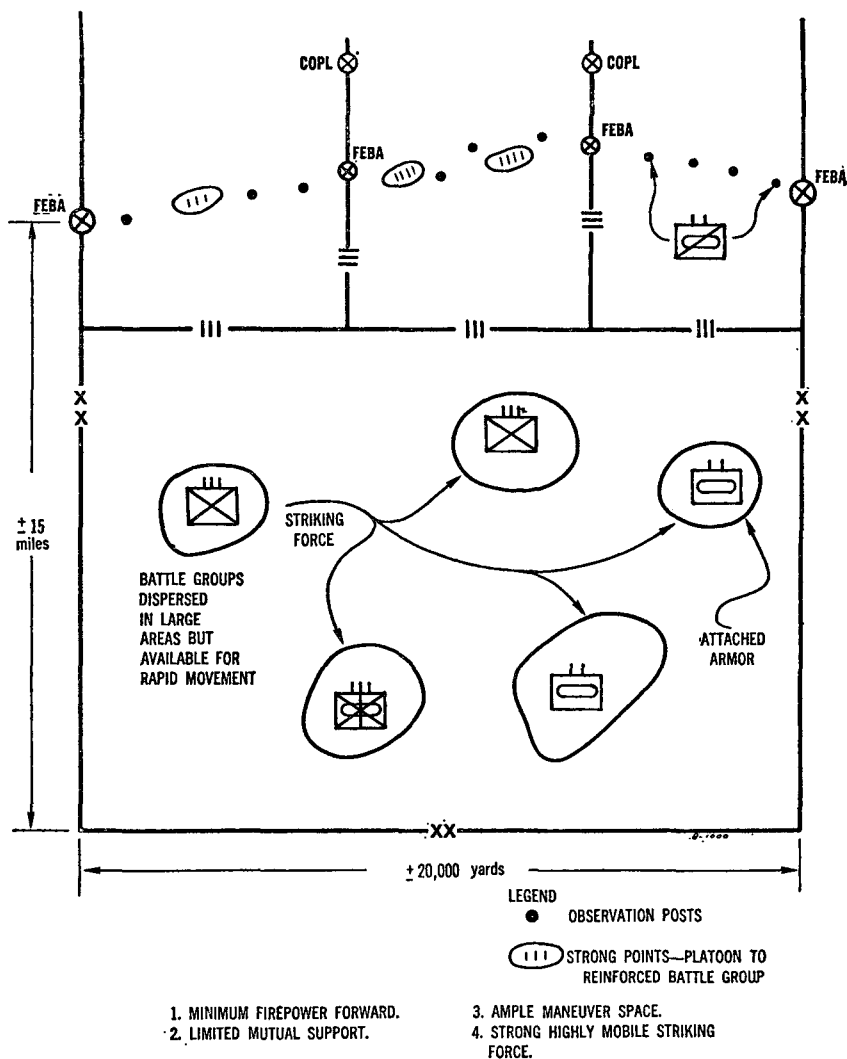 COPL
COPL
FEBA
FEBA
FEBA
FEBA
III
III
III
III
III
X
X
X
X
± 15
miles
STRIKING
FORCE
BATTLE GROUPS
DISPERSED
IN LARGE
AREAS BUT
AVAILABLE FOR
RAPID MOVEMENT
ATTACHED
ARMOR
XX
± 20,000 yards
LEGEND
OBSERVATION POSTS
STRONG POINTS—PLATOON TO
REINFORCED BATTLE GROUP
1. MINIMUM FIREPOWER FORWARD.
2. LIMITED MUTUAL SUPPORT.
3. AMPLE MANEUVER SPACE.
4. STRONG HIGHLY MOBILE STRIKING
FORCE.